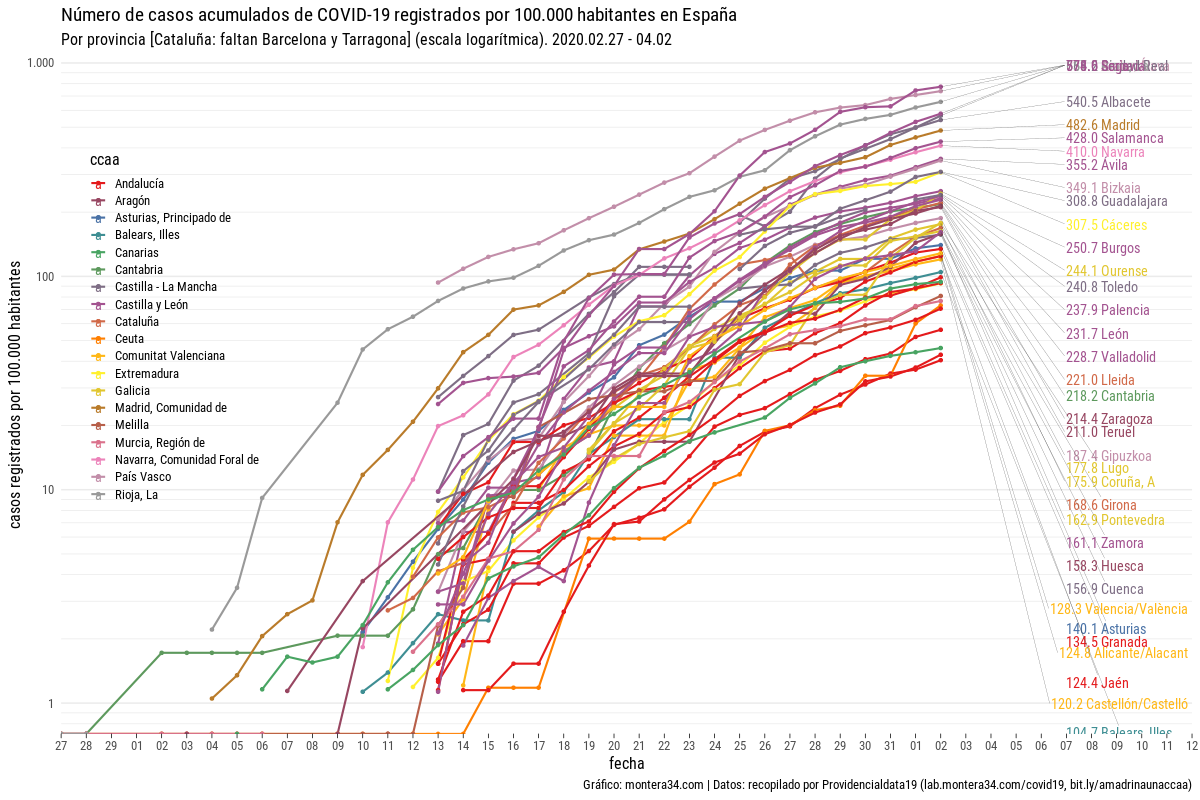 Número de casos acumulados de COVID-19 registrados por 100.000 habitantes en España
Por provincia [Cataluña: faltan Barcelona y Tarragona] (escala logarítmica). 2020.02.27 - 04.02
casos registrados por 100.000 habitantes
1.000
100
10
1
ccaa
Andalucía
Aragón
Asturias, Principado de
Balears, Illes
Canarias
Cantabria
Castilla - La Mancha
Castilla y León
Cataluña
Ceuta
Comunitat Valenciana
Extremadura
Galicia
Madrid, Comunidad de
Melilla
Murcia, Región de
Navarra, Comunidad Foral de
País Vasco
Rioja, La
540.5 Albacete
482.6 Madrid
428.0 Salamanca
410.0 Navarra
355.2 Ávila
349.1 Bizkaia
308.8 Guadalajara
307.5 Cáceres
250.7 Burgos
244.1 Ourense
240.8 Toledo
237.9 Palencia
231.7 León
228.7 Valladolid
221.0 Lleida
218.2 Cantabria
214.4 Zaragoza
211.0 Teruel
187.4 Gipuzkoa
177.8 Lugo
175.9 Coruña, A
168.6 Girona
162.9 Pontevedra
161.1 Zamora
158.3 Huesca
156.9 Cuenca
128.3 Valencia/València
140.1 Asturias
134.5 Granada
124.8 Alicante/Alacant
124.4 Jaén
120.2 Castellón/Castelló
104.7 Balears, Illes
27 28 29 01 02 03 04 05 06 07 08 09 10 11 12 13 14 15 16 17 18 19 20 21 22 23 24 25 26 27 28 29 30 31 01 02 03 04 05 06 07 08 09 10 11 12
fecha
Gráfico: montera34.com | Datos: recopilado por Providencialdata19 (lab.montera34.com/covid19, bit.ly/amadrinaunaccaa)